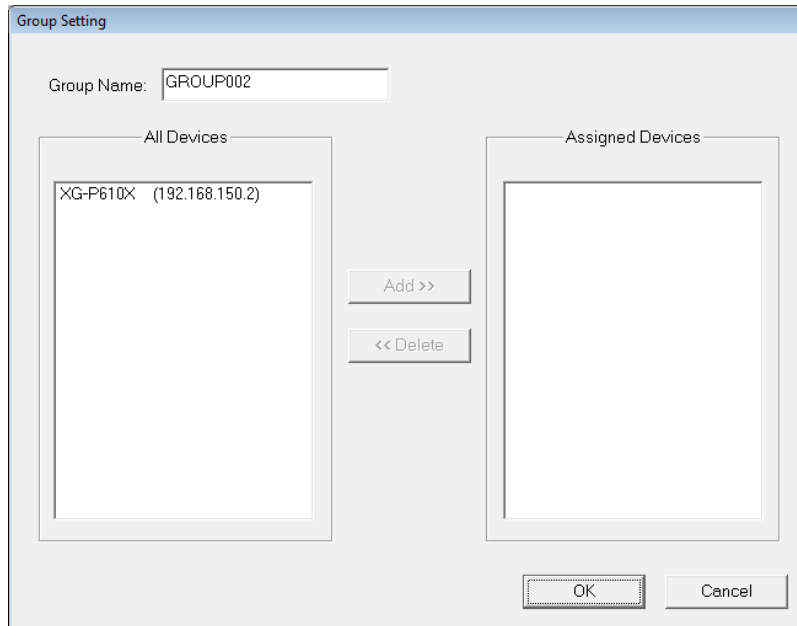 Group Setting
Group Name: GROUP002
All Devices
Assigned Devices
XG-P610X (192.168.150.2)
Add >>
<< Delete
OK
Cancel